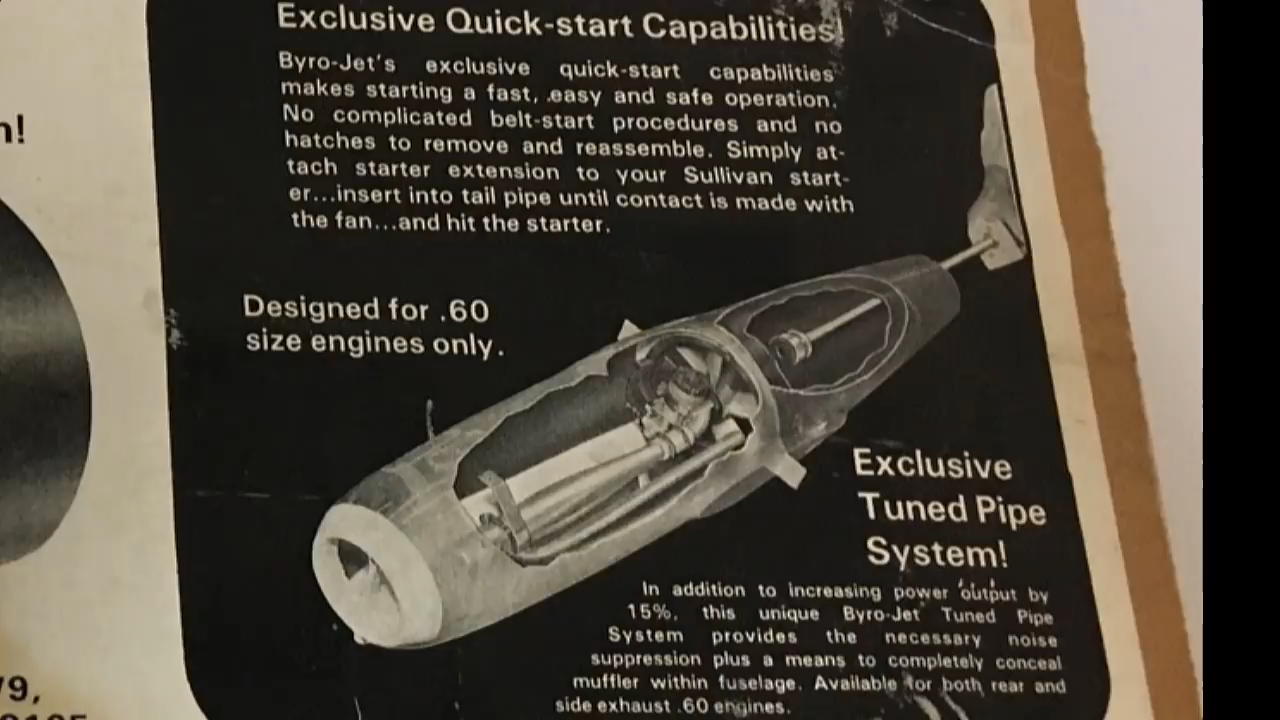 Exclusive Quick-start Capabilities!
Byro-Jet's exclusive quick-start capabilities
makes starting a fast, easy and safe operation.
No complicated belt-start procedures and no
hatches to remove and reassemble. Simply at-
tach starter extension to your Sullivan start-
er...insert into tail pipe until contact is made with
the fan...and hit the starter.
Designed for .60
size engines only.
Exclusive
Tuned Pipe
System!
In addition to increasing power output by
15%, this unique Byro-Jet Tuned Pipe
System provides the necessary noise
suppression plus a means to completely conceal
muffler within fuselage. Available for both rear and
side exhaust .60 engines.